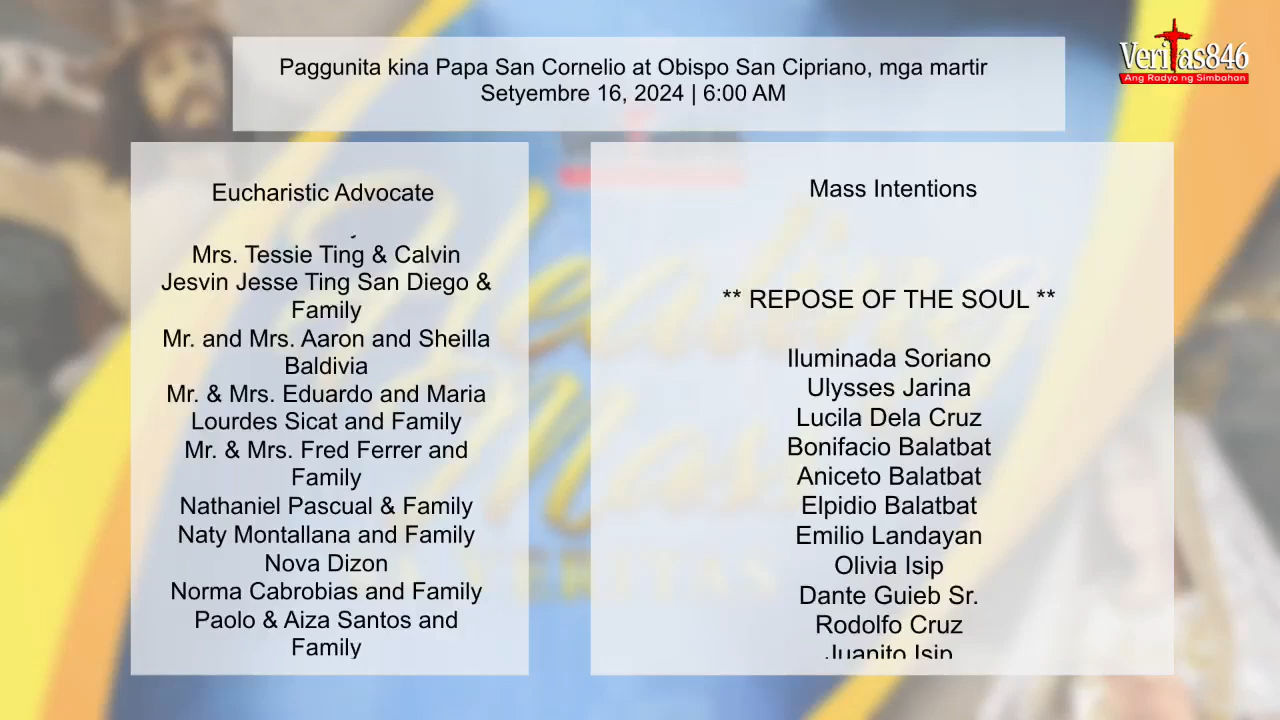 Paggunita kina Papa San Cornelio at Obispo San Cipriano, mga martir
Setyembre 16, 2024 | 6:00 AM
Veritas846
Ang Radyo ng Simbahan
Eucharistic Advocate
Mrs. Tessie Ting & Calvin
Jesvin Jesse Ting San Diego &
Family
Mr. and Mrs. Aaron and Sheilla
Baldivia
Mr. & Mrs. Eduardo and Maria
Lourdes Sicat and Family
Mr. & Mrs. Fred Ferrer and
Family
Nathaniel Pascual & Family
Naty Montallana and Family
Nova Dizon
Norma Cabrobias and Family
Paolo & Aiza Santos and
Family
Mass Intentions
** REPOSE OF THE SOUL **
Iluminada Soriano
Ulysses Jarina
Lucila Dela Cruz
Bonifacio Balatbat
Aniceto Balatbat
Elpidio Balatbat
Emilio Landayan
Olivia Isip
Dante Guieb Sr.
Rodolfo Cruz
Juanito Isip
Healing
Mass